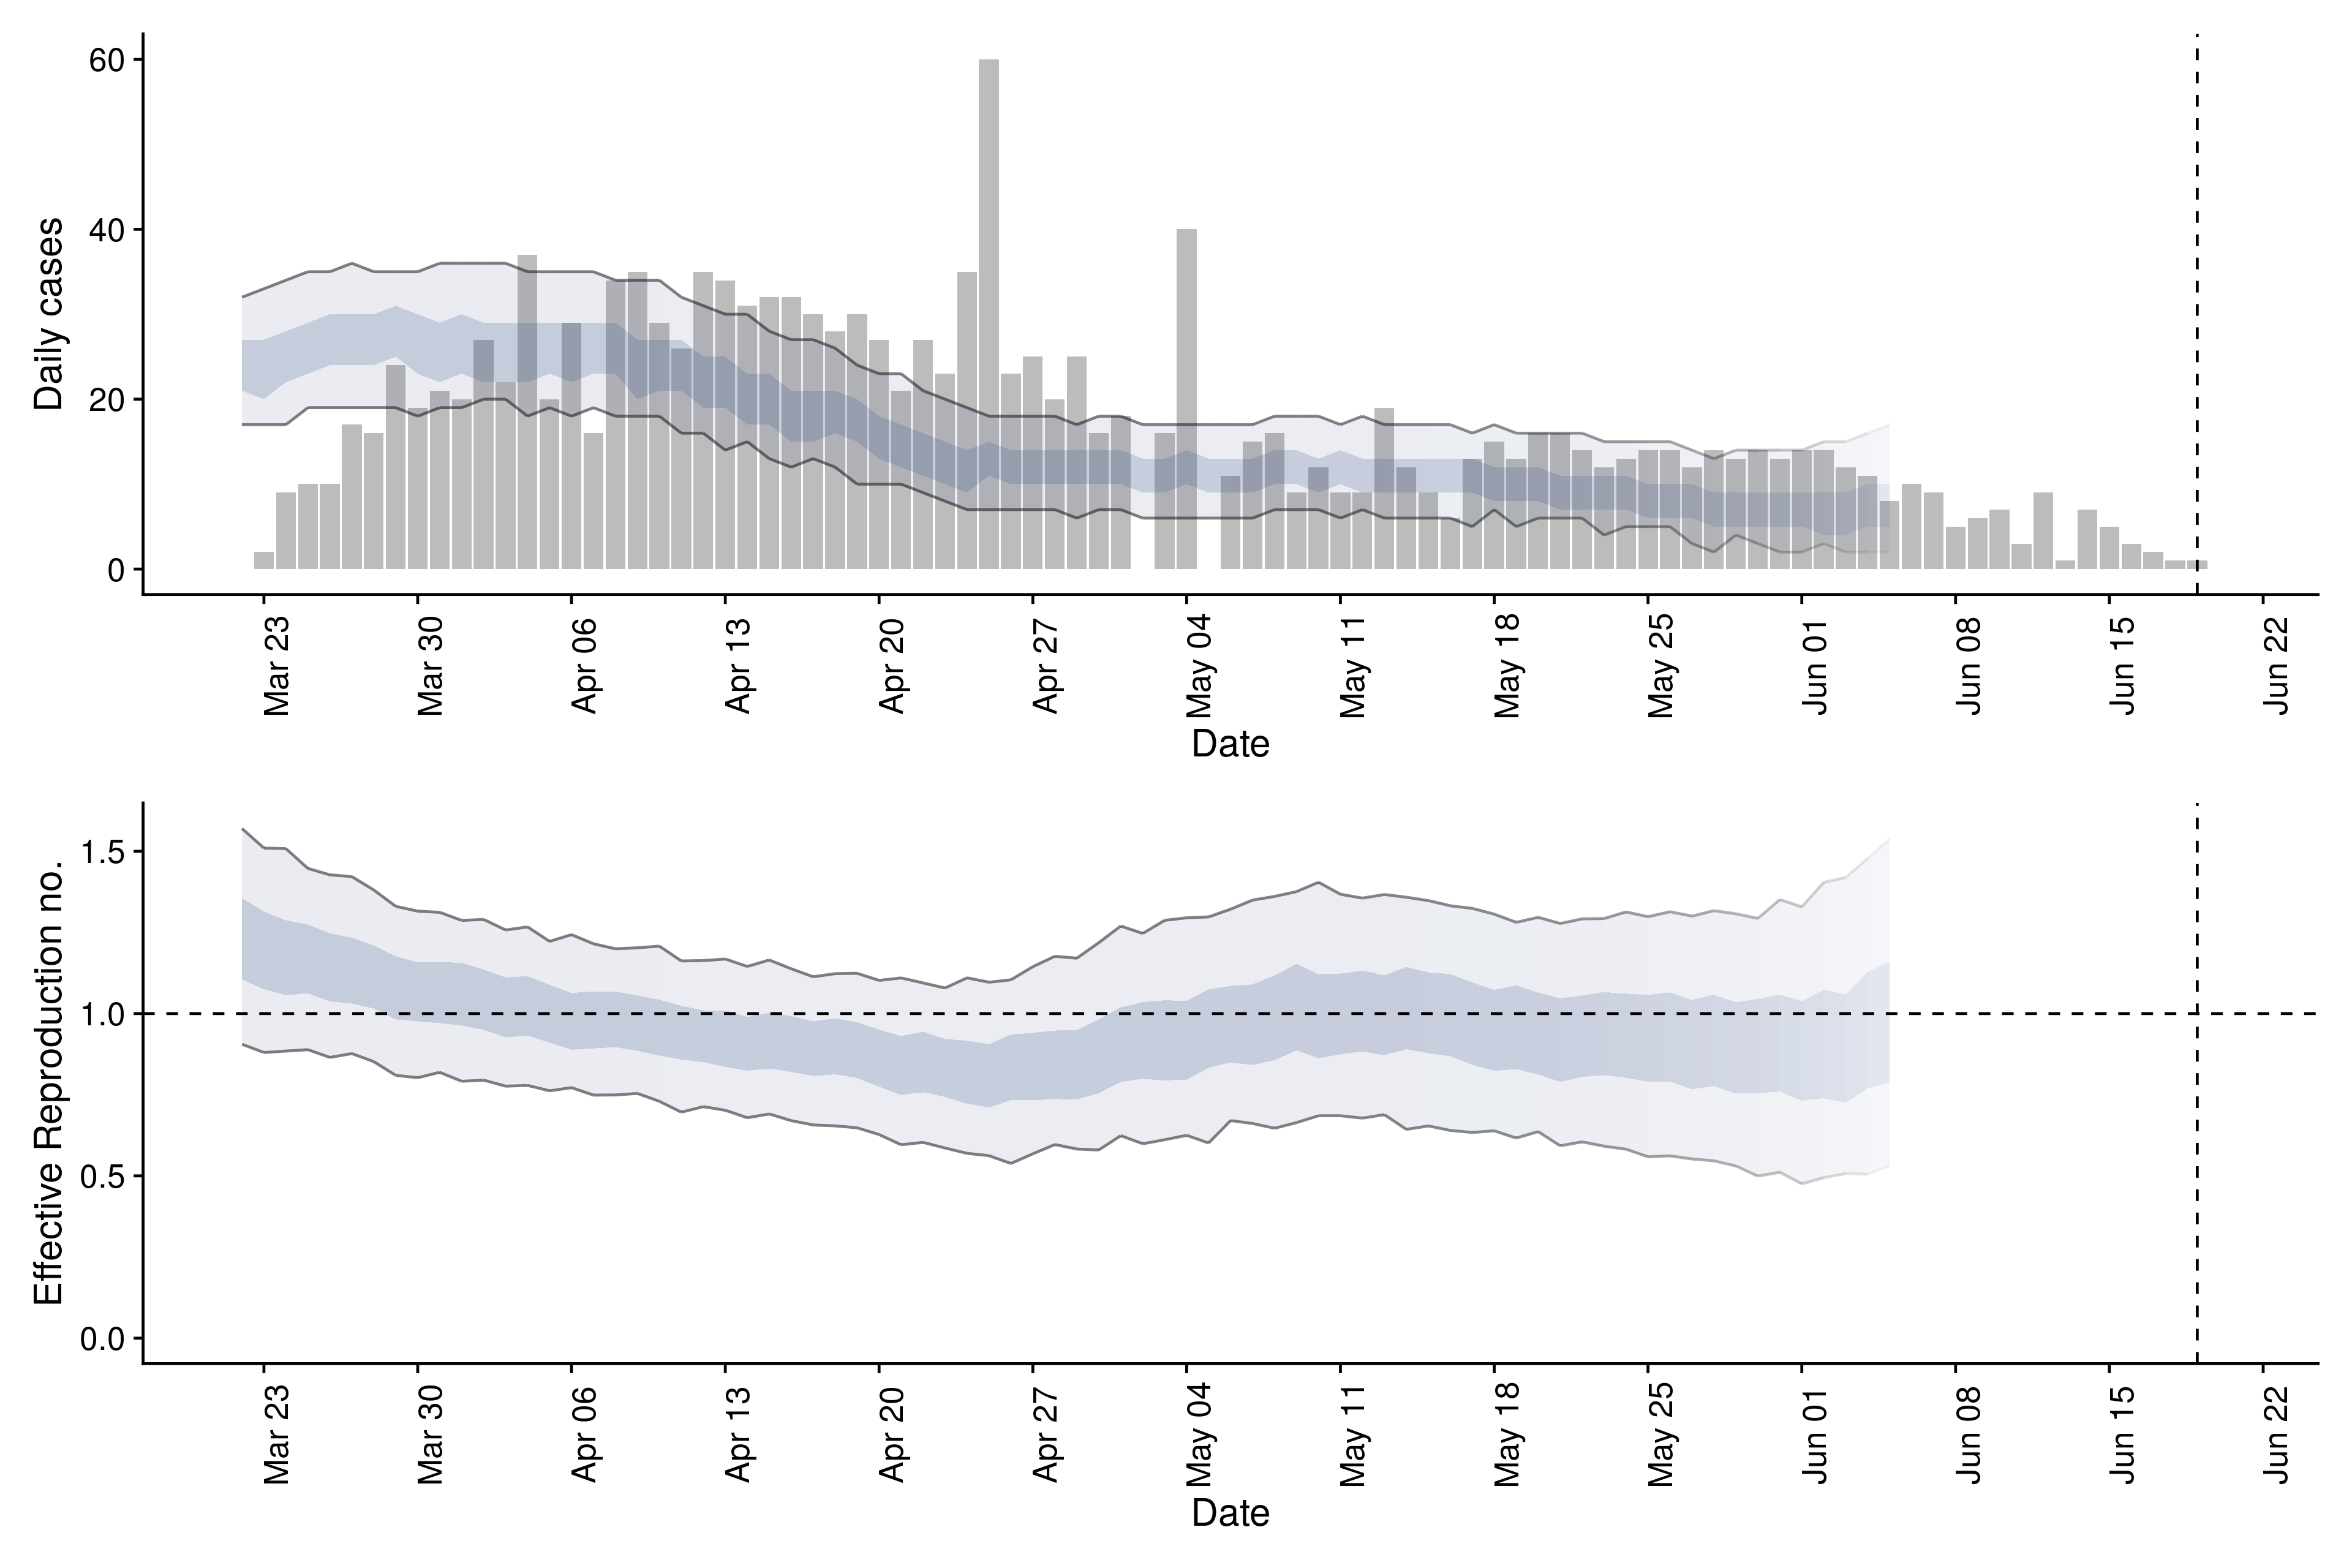 Daily cases
60
40
20
0
Mar 23
Mar 30
Apr 06
Apr 13
Apr 20
Apr 27
May 04
May 11
May 18
May 25
Jun 01
Jun 08
Jun 15
Jun 22
Date
Effective Reproduction no.
1.5
1.0
0.5
0.0
Mar 23
Mar 30
Apr 06
Apr 13
Apr 20
Apr 27
May 04
May 11
May 18
May 25
Jun 01
Jun 08
Jun 15
Jun 22
Date